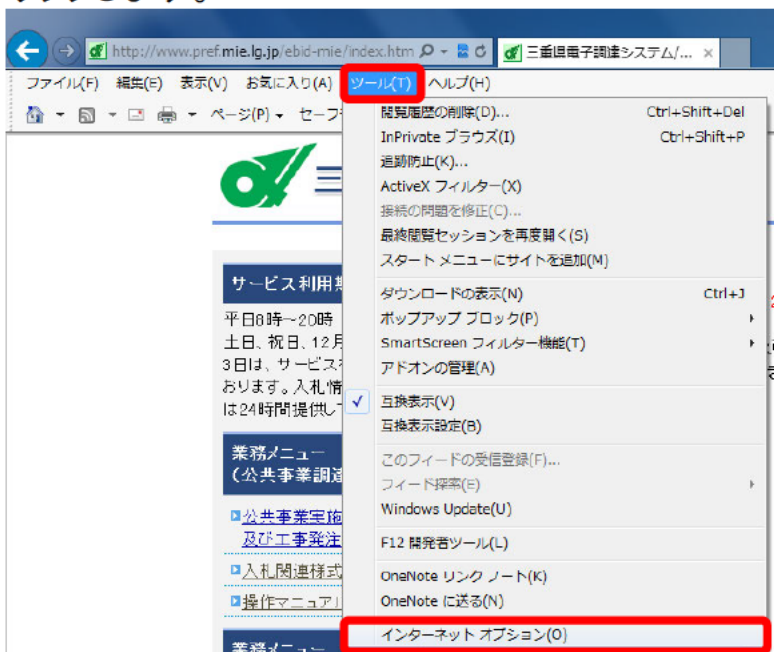 http://www.pref.mie.lg.jp/ebid-mie/index.htm
三重県電子調達システム/...
ファイル(F) 編集(E) 表示(V) お気に入り(A) ツール(T) ヘルプ(H)
ページ(P)
閲覧履歴の削除(D)... Ctrl+Shift+Del
InPrivate ブラウズ(I) Ctrl+Shift+P
追跡防止(K)...
ActiveX フィルター(X)
接続の問題を修正(C)...
最終閲覧セッションを再度開く(S)
スタート メニューにサイトを追加(M)
ダウンロードの表示(N) Ctrl+J
ポップアップ ブロック(P)
SmartScreen フィルター機能(T)
アドオンの管理(A)
互換表示(V)
互換表示設定(B)
このフィードの受信登録(F)...
フィード探索(E)
Windows Update(U)
F12 開発者ツール(L)
OneNote リンク ノート(K)
OneNote に送る(N)
インターネット オプション(O)
サービス利用
平日8時～20時
土日、祝日、12月
3日は、サービス
おります。入札情
は24時間提供し
業務メニュー
(公共事業調達
公共事業実施
及び工事発注
入札関連様式
操作マニュアル
業務メニュー